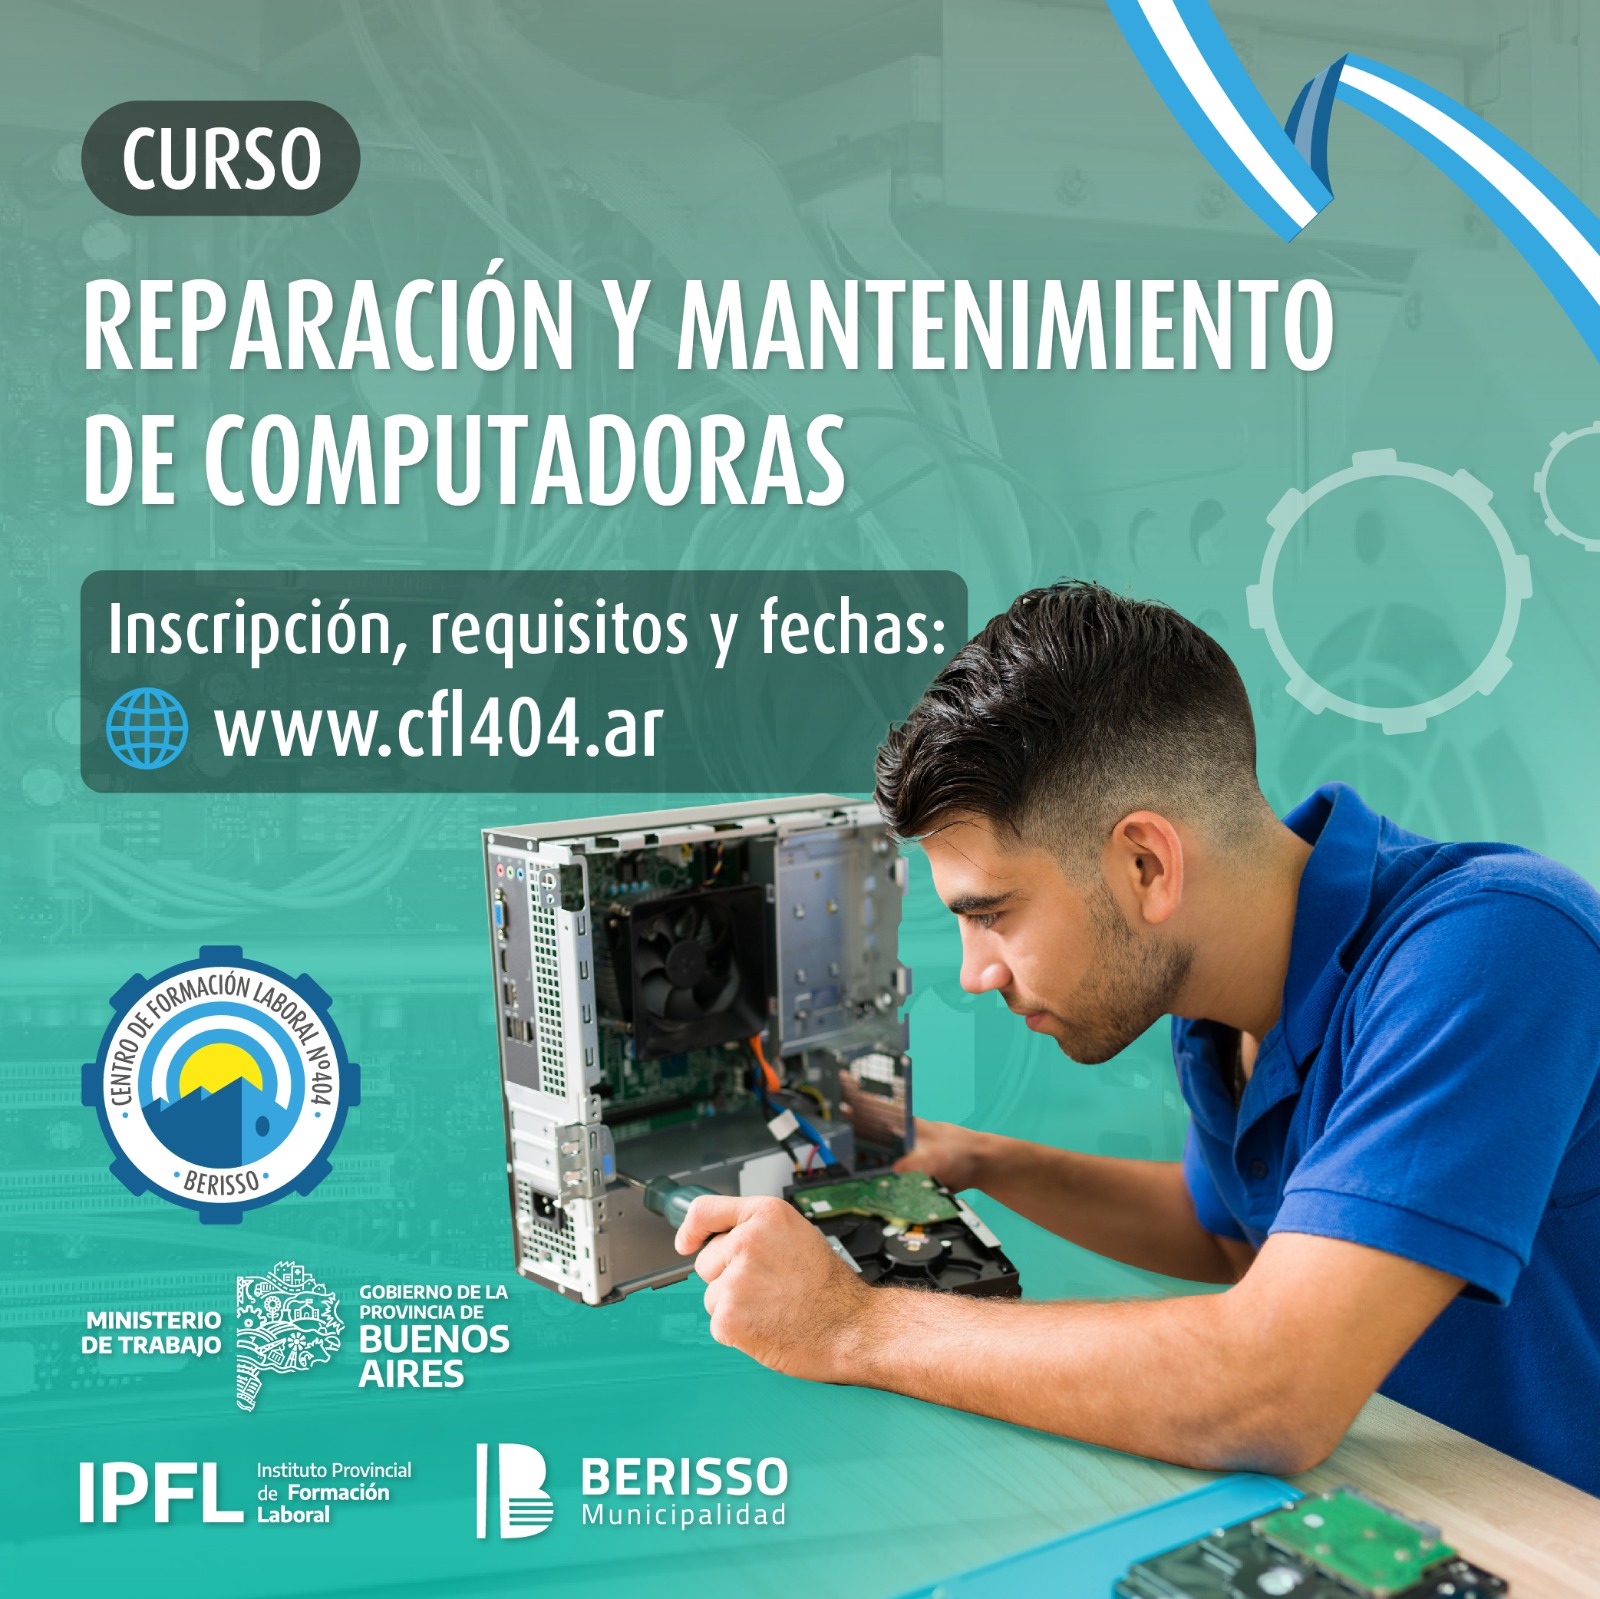 CURSO
REPARACIÓN Y MANTENIMIENTO
DE COMPUTADORAS
Inscripción, requisitos y fechas:
www.cfl404.ar
CENTRO DE FORMACIÓN LABORAL Nº404
BERISSO
MINISTERIO
DE TRABAJO
GOBIERNO DE LA
PROVINCIA DE
BUENOS
AIRES
IPFL
Instituto Provincial
de Formación
Laboral
BERISSO
Municipalidad